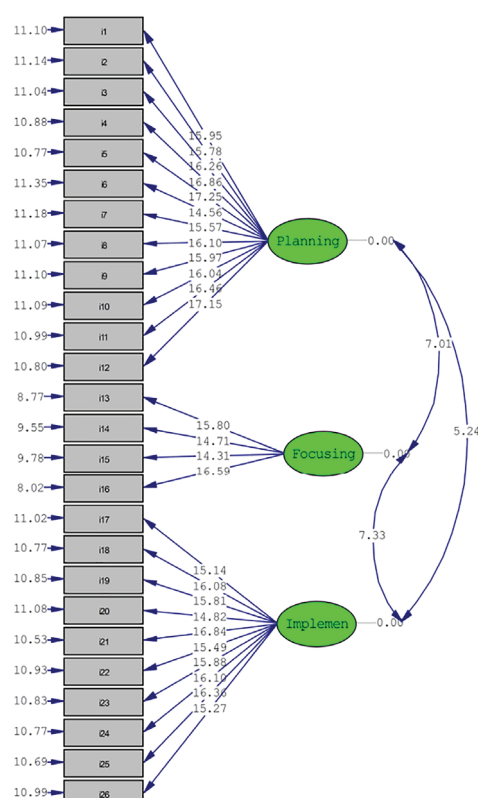 11.10 i1
11.14 i2
11.04 i3
10.88 i4
10.77 i5
11.35 i6
11.18 i7
11.07 i8
11.10 i9
11.09 i10
10.99 i11
10.80 i12
8.77 i13
9.55 i14
9.78 i15
8.02 i16
11.02 i17
10.77 i18
10.85 i19
11.08 i20
10.53 i21
10.93 i22
10.83 i23
10.77 i24
10.69 i25
10.99 i26
15.95
15.78
16.26
16.86
17.25
14.56
15.57
16.10
15.97
16.04
16.46
17.15
Planning 0.00
15.80
14.71
14.31
16.59
Focusing 0.00
15.14
16.08
15.81
14.82
16.84
15.49
15.88
16.10
16.36
15.27
Implemen 0.00
7.01
5.24
7.33